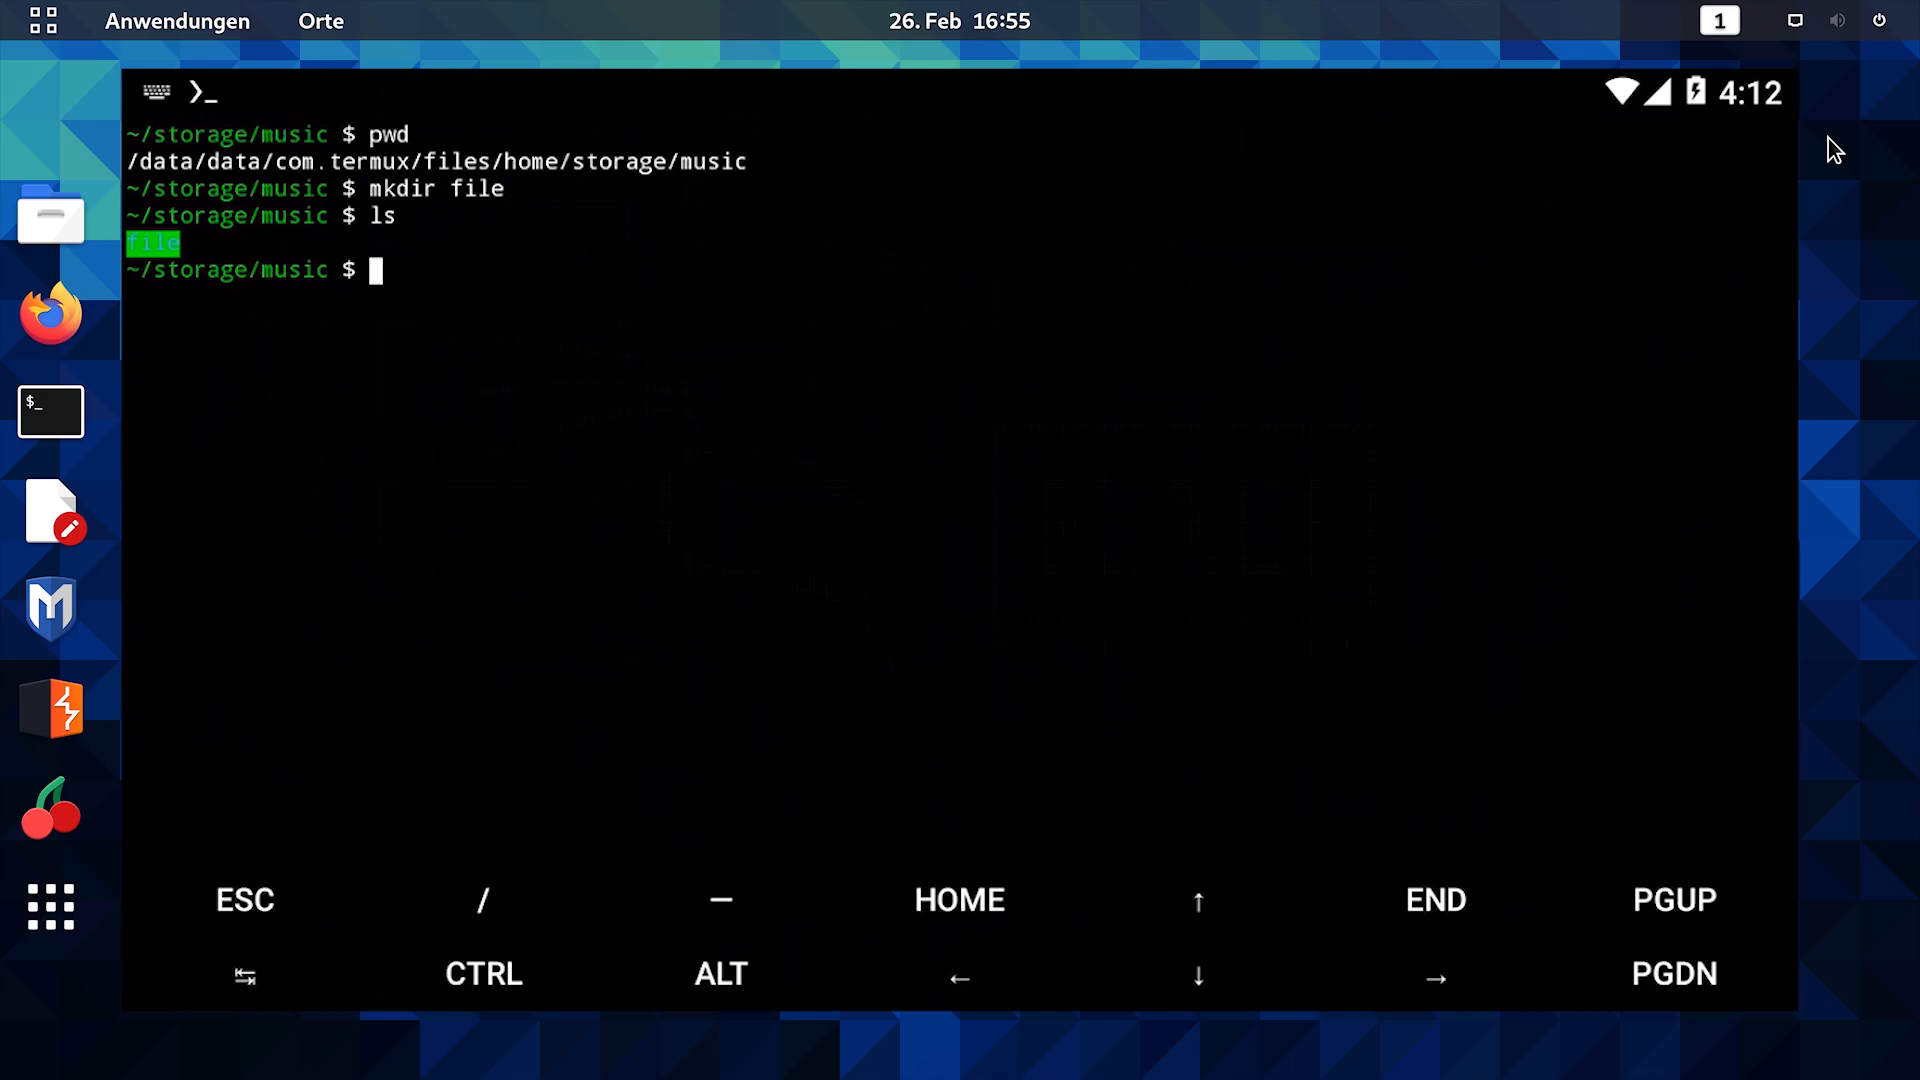 Anwendungen Orte 26. Feb 16:55 1
❯_ 4:12
~/storage/music $ pwd
/data/data/com.termux/files/home/storage/music
~/storage/music $ mkdir file
~/storage/music $ ls
file
~/storage/music $
$_
M
ESC / — HOME ↑ END PGUP
↹ CTRL ALT ← ↓ → PGDN